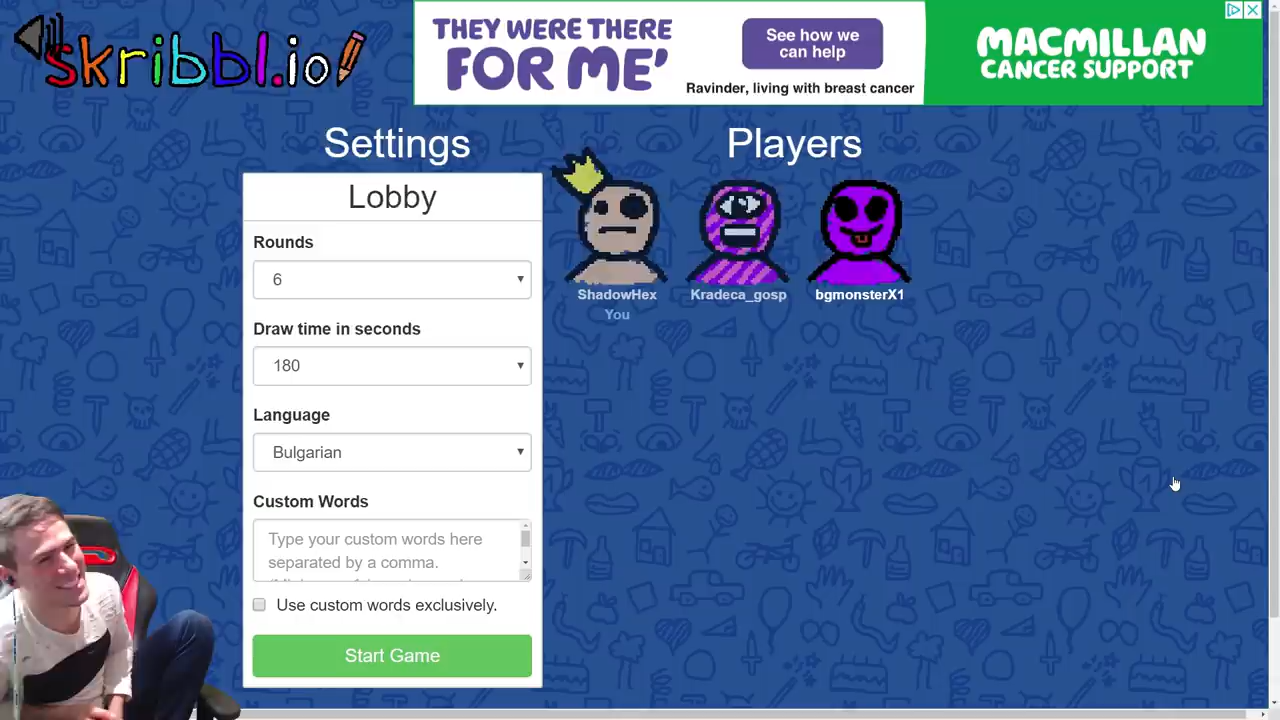 skribbl.io
THEY WERE THERE
FOR ME'
See how we
can help
Ravinder, living with breast cancer
MACMILLAN
CANCER SUPPORT
Settings
Players
Lobby
Rounds
6
Draw time in seconds
180
Language
Bulgarian
Custom Words
Type your custom words here
separated by a comma.
Use custom words exclusively.
Start Game
ShadowHex
You
Kradeca_gosp
bgmonsterX1